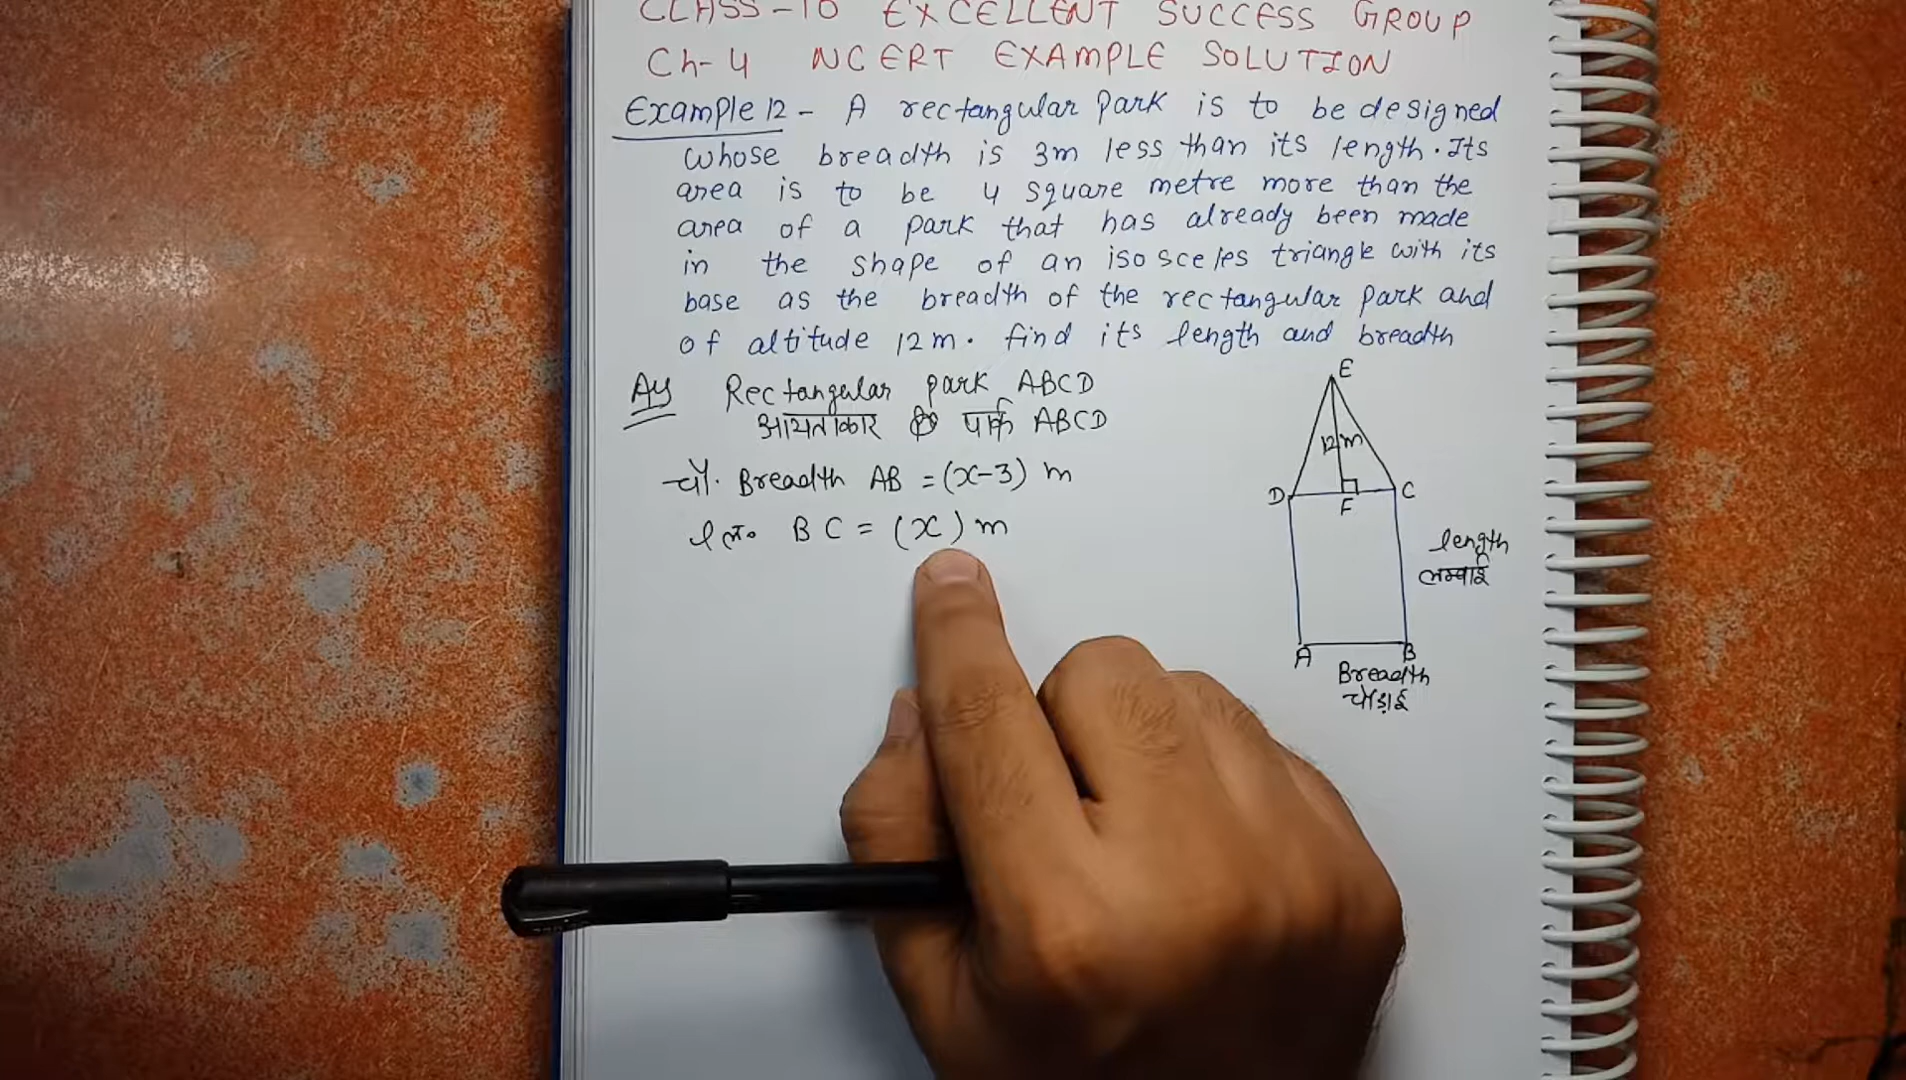 CLASS-10 EXCELLENT SUCCESS GROUP
Ch-4 NCERT EXAMPLE SOLUTION
Example 12 - A rectangular park is to be designed
whose breadth is 3m less than its length. Its
area is to be 4 square metre more than the
area of a park that has already been made
in the shape of an isosceles triangle with its
base as the breadth of the rectangular park and
of altitude 12 m. find its length and breadth
Rectangular park ABCD
आयताकार पार्क ABCD
चौ. Breadth AB = (x-3) m
BC = (x) m
E
12 m
D F C
length
लम्बाई
A B
Breadth
चौड़ाई